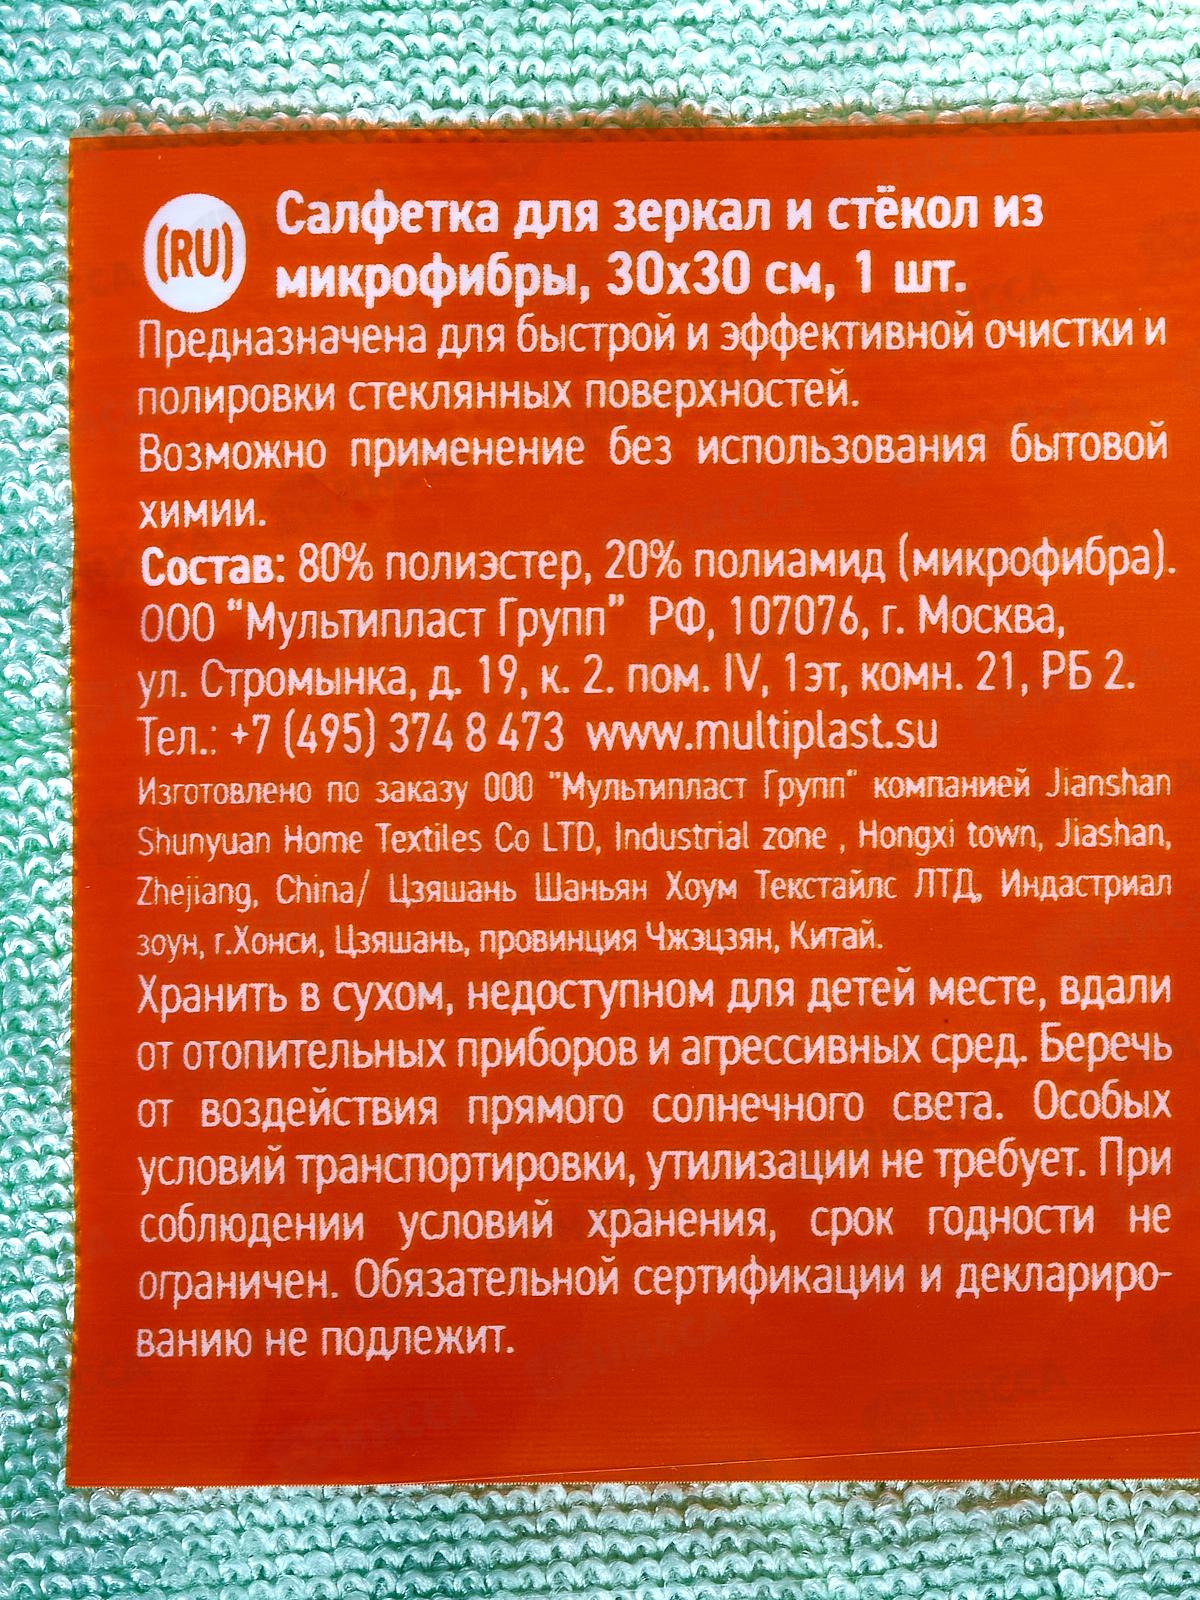 (RU)
Салфетка для зеркал и стёкол из
микрофибры, 30х30 см, 1 шт.
Предназначена для быстрой и эффективной очистки и
полировки стеклянных поверхностей.
Возможно применение без использования бытовой
химии.
Состав: 80% полиэстер, 20% полиамид (микрофибра).
ООО "Мультипласт Групп" РФ, 107076, г. Москва,
ул. Стромынка, д. 19, к. 2. пом. IV, 1эт, комн. 21, РБ 2.
Тел.: +7 (495) 374 8 473 www.multiplast.su
Изготовлено по заказу ООО "Мультипласт Групп" компанией Jianshan
Shunyuan Home Textiles Co LTD, Industrial zone , Hongxi town, Jiashan,
Zhejiang, China/ Цзяшань Шаньян Хоум Текстайлс ЛТД, Индастриал
зоун, г.Хонси, Цзяшань, провинция Чжэцзян, Китай.
Хранить в сухом, недоступном для детей месте, вдали
от отопительных приборов и агрессивных сред. Беречь
от воздействия прямого солнечного света. Особых
условий транспортировки, утилизации не требует. При
соблюдении условий хранения, срок годности не
ограничен. Обязательной сертификации и деклариро-
ванию не подлежит.